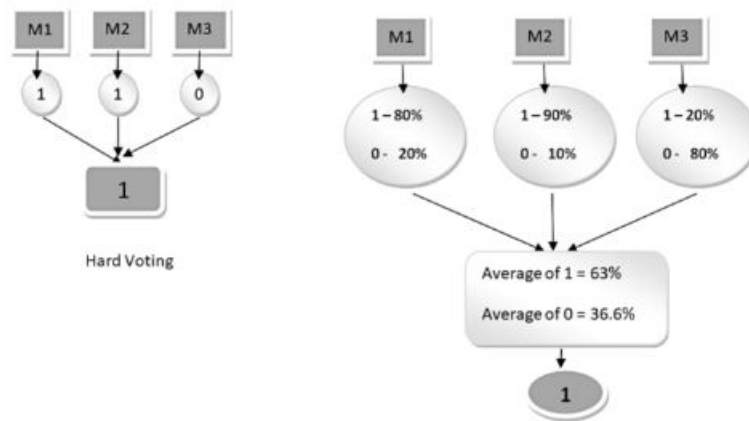 M1 M2 M3
1 1 0
1
Hard Voting
M1 M2 M3
1 – 80% 1 – 90% 1 – 20%
0 - 20% 0 - 10% 0 - 80%
Average of 1 = 63%
Average of 0 = 36.6%
1